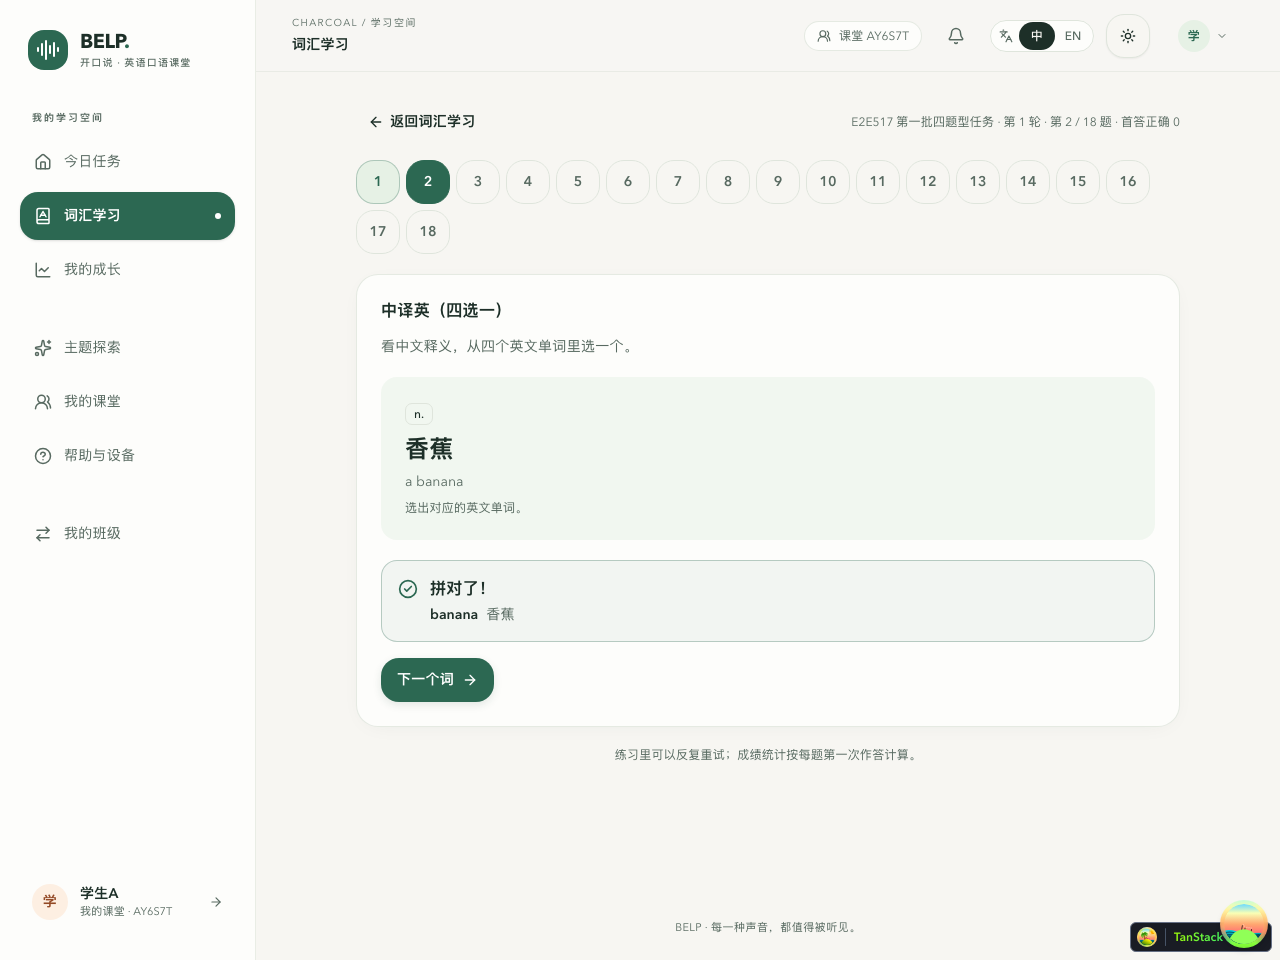 BELP.
开口说 · 英语口语课堂
我的学习空间
今日任务
词汇学习
我的成长
主题探索
我的课堂
帮助与设备
我的班级
学 学生A
我的课堂 · AY6S7T
CHARCOAL / 学习空间
词汇学习
课堂 AY6S7T
中 EN
学
返回词汇学习
E2E517 第一批四题型任务 · 第 1 轮 · 第 2 / 18 题 · 首答正确 0
1 2 3 4 5 6 7 8 9 10 11 12 13 14 15 16
17 18
中译英（四选一）
看中文释义，从四个英文单词里选一个。
n.
香蕉
a banana
选出对应的英文单词。
拼对了！
banana 香蕉
下一个词
练习里可以反复重试；成绩统计按每题第一次作答计算。
BELP · 每一种声音，都值得被听见。
TanStack